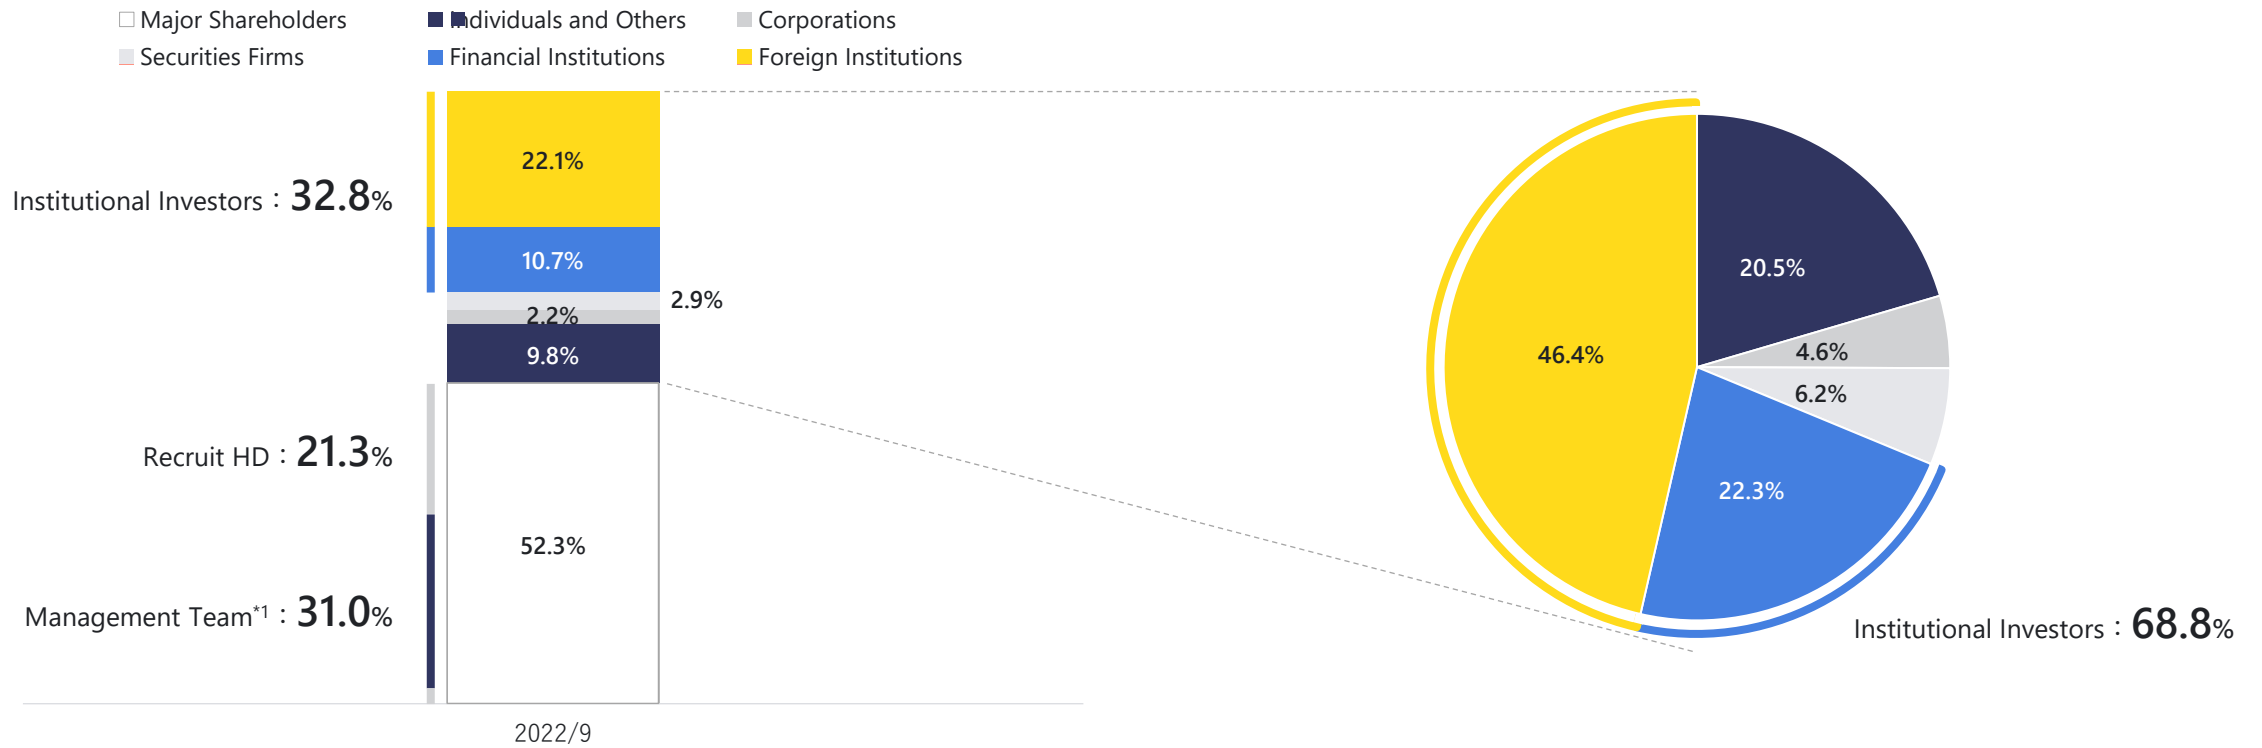 Major Shareholders
Individuals and Others
Corporations
Securities Firms
Financial Institutions
Foreign Institutions
Institutional Investors : 32.8%
22.1%
10.7%
2.9%
2.2%
9.8%
Recruit HD : 21.3%
52.3%
Management Team*1 : 31.0%
2022/9
20.5%
4.6%
6.2%
22.3%
46.4%
Institutional Investors : 68.8%